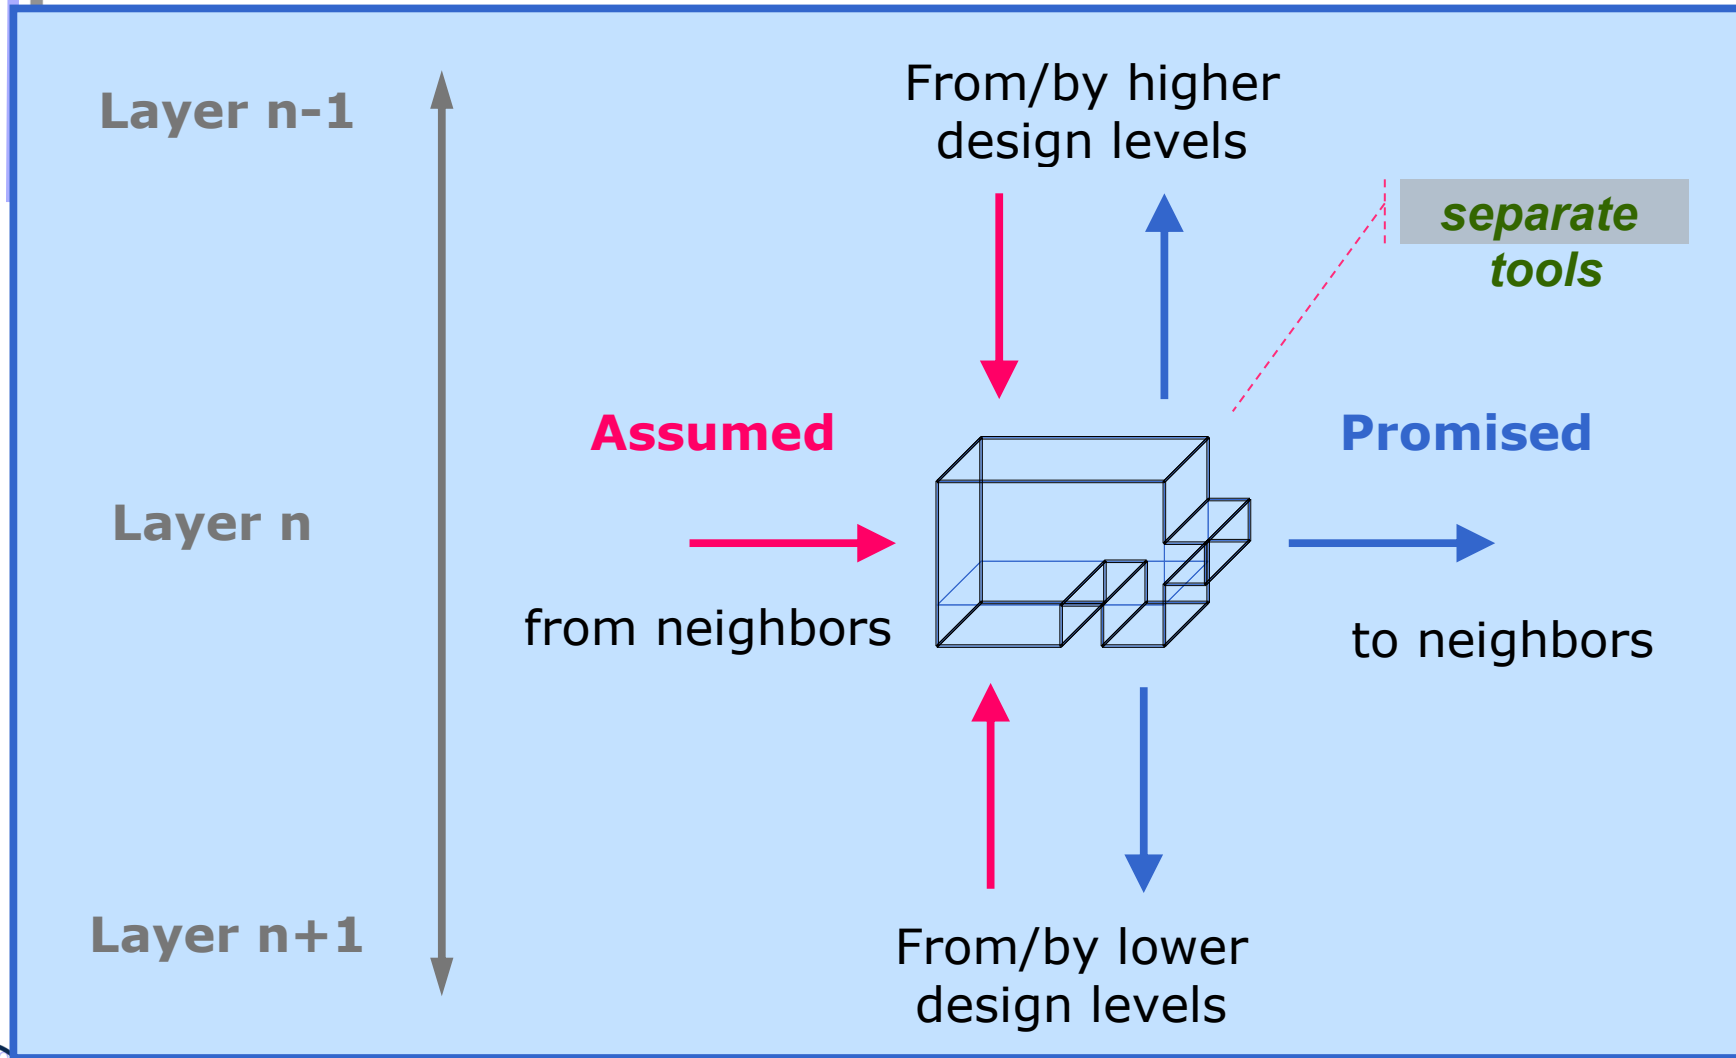 Layer n-1
From/by higher
design levels
separate
tools
Assumed
Promised
Layer n
from neighbors
to neighbors
Layer n+1
From/by lower
design levels